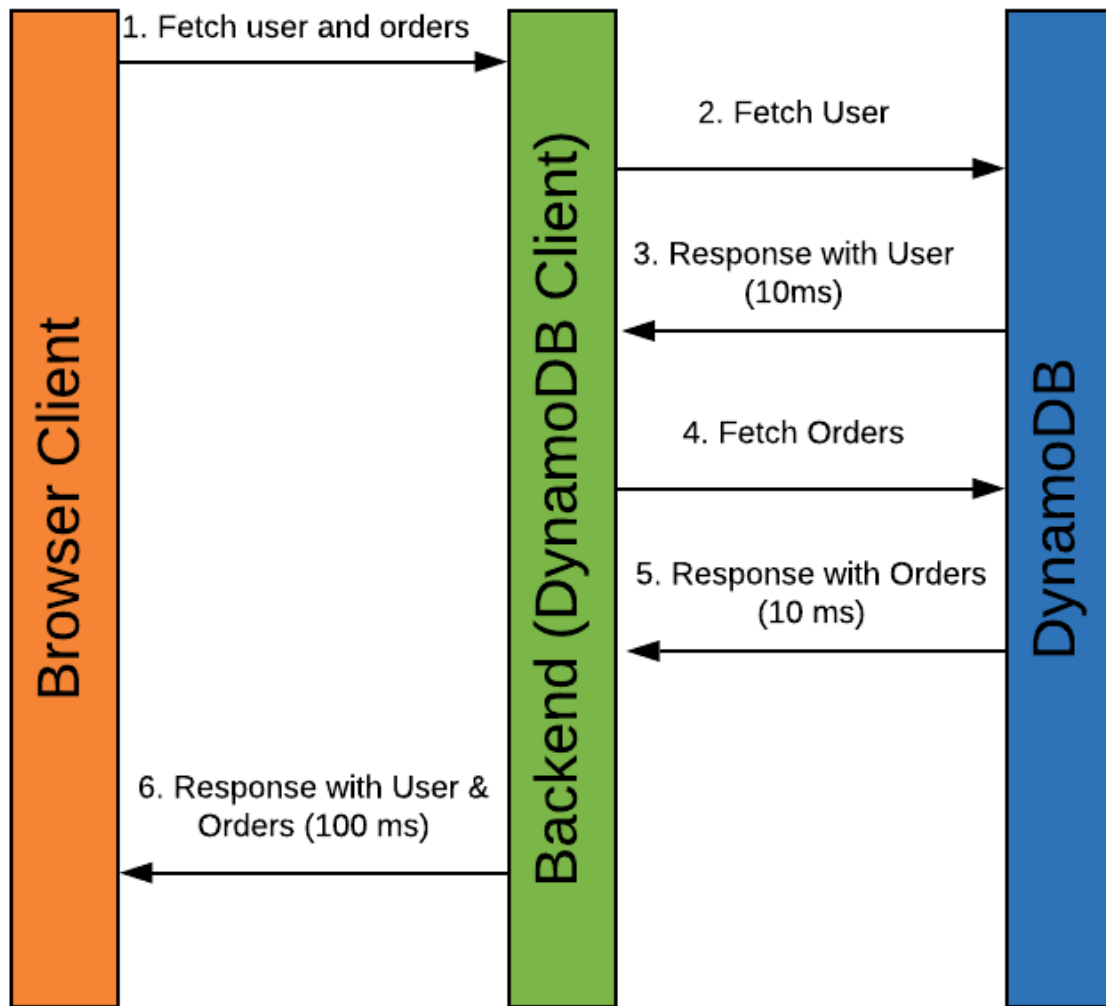 1. Fetch user and orders
2. Fetch User
3. Response with User
(10ms)
4. Fetch Orders
5. Response with Orders
(10 ms)
6. Response with User &
Orders (100 ms)
Browser Client
Backend (DynamoDB Client)
DynamoDB